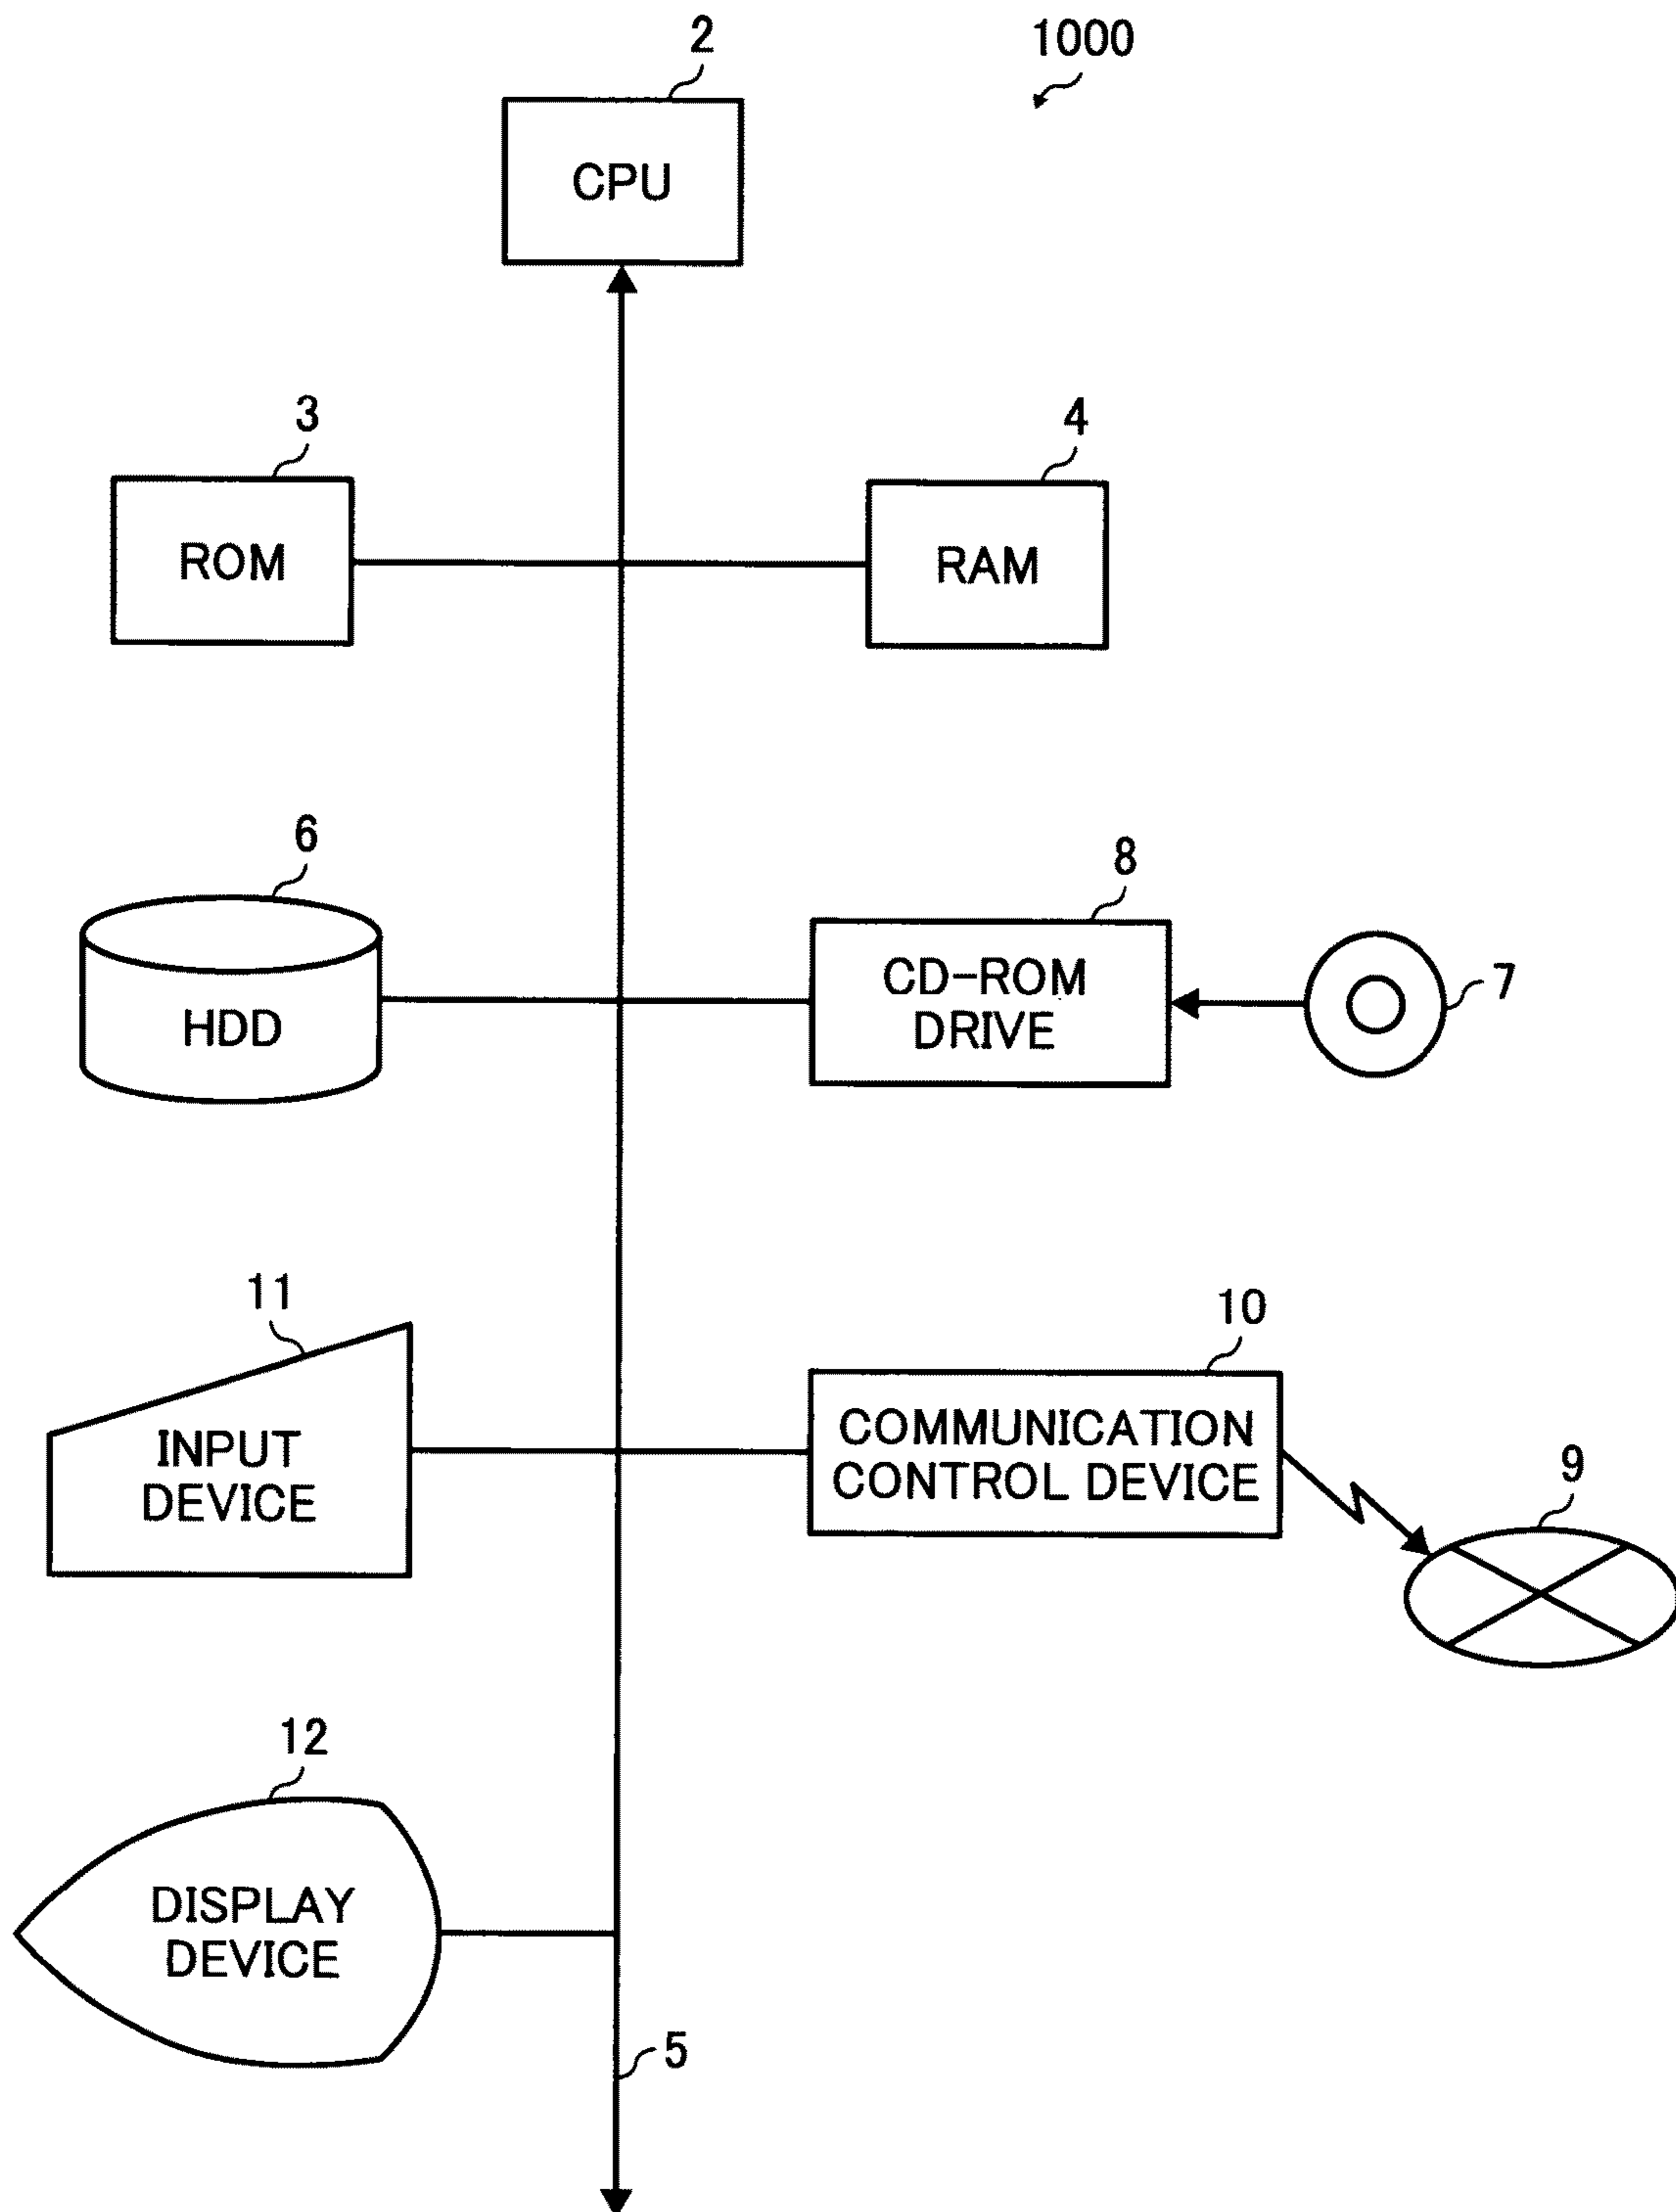 2
1000
CPU
3
4
ROM
RAM
6
8
HDD
CD-ROM
DRIVE
7
11
10
INPUT
DEVICE
COMMUNICATION
CONTROL DEVICE
9
12
DISPLAY
DEVICE
5